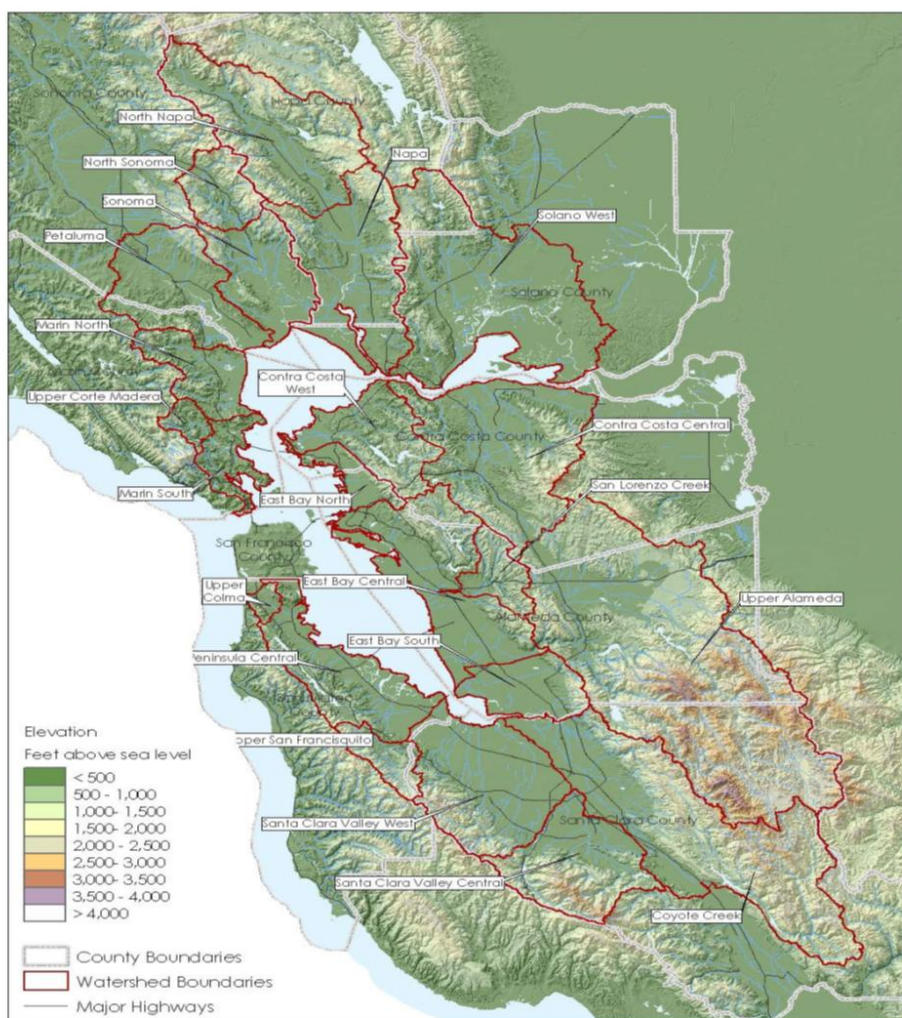 Sonoma County
Napa County
North Napa
Napa
North Sonoma
Sonoma
Solano West
Petaluma
Solano County
Marin North
Contra Costa
West
Upper Corte Madera
Contra Costa County
Contra Costa Central
San Lorenzo Creek
Marin South
East Bay North
San Francisco
County
East Bay Central
Upper
Colma
Alameda County
Upper Alameda
East Bay South
Peninsula Central
Elevation
Feet above sea level
< 500
500 - 1,000
1,000- 1,500
1,500- 2,000
2,000 - 2,500
2,500- 3,000
3,000- 3,500
3,500 - 4,000
> 4,000
pper San Francisquito
Santa Clara Valley West
Santa Clara County
Santa Clara Valley Central
Coyote Creek
County Boundaries
Watershed Boundaries
Major Highways